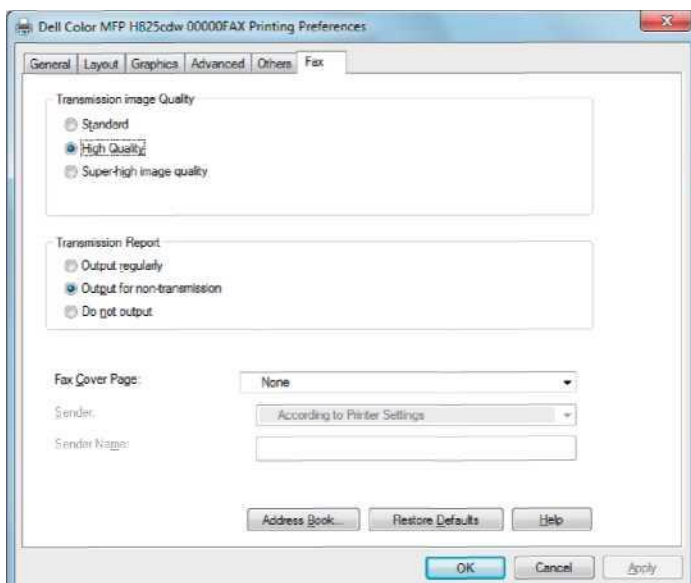 Dell Color MFP H825cdw 00000FAX Printing Preferences
General Layout Graphics Advanced Others Fax
Transmission image Quality
Standard
High Quality
Super-high image quality
Transmission Report
Output regularly
Output for non-transmission
Do not output
Fax Cover Page: None
Sender: According to Printer Settings
Sender Name:
Address Book... Restore Defaults Help
OK Cancel Apply